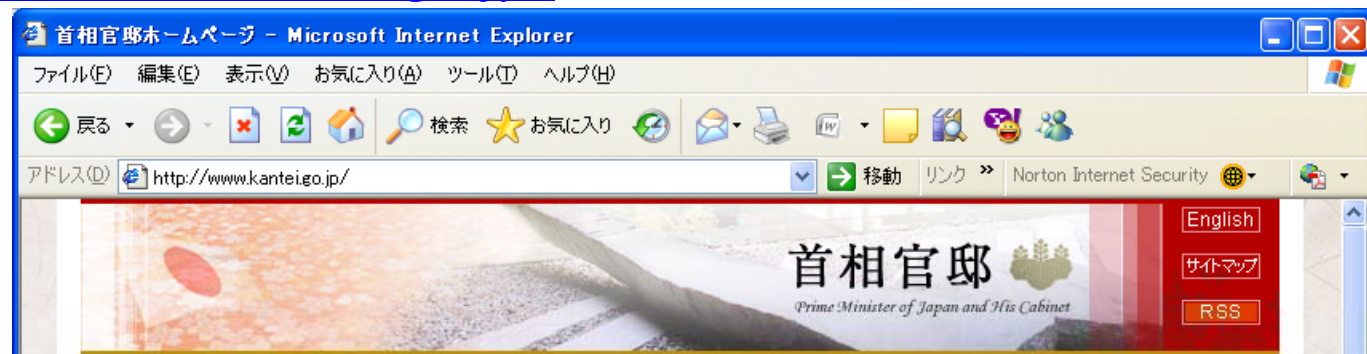 首相官邸ホームページ - Microsoft Internet Explorer
ファイル(F) 編集(E) 表示(V) お気に入り(A) ツール(T) ヘルプ(H)
戻る 検索 お気に入り
アドレス(D) http://www.kantei.go.jp/ 移動 リンク » Norton Internet Security
English
首相官邸
サイトマップ
Prime Minister of Japan and His Cabinet
RSS